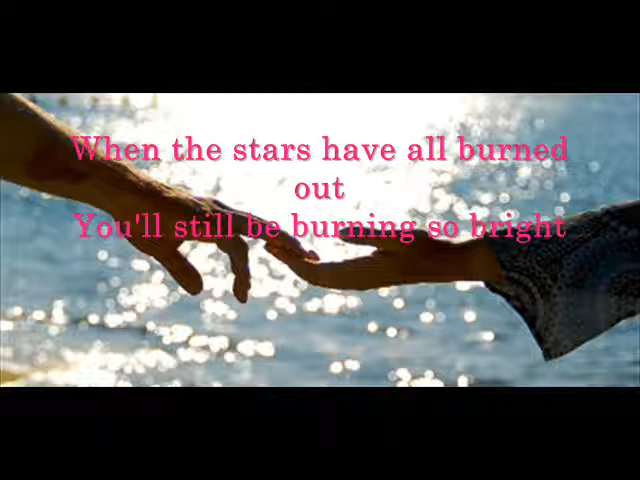 When the stars have all burned
out
You'll still be burning so bright